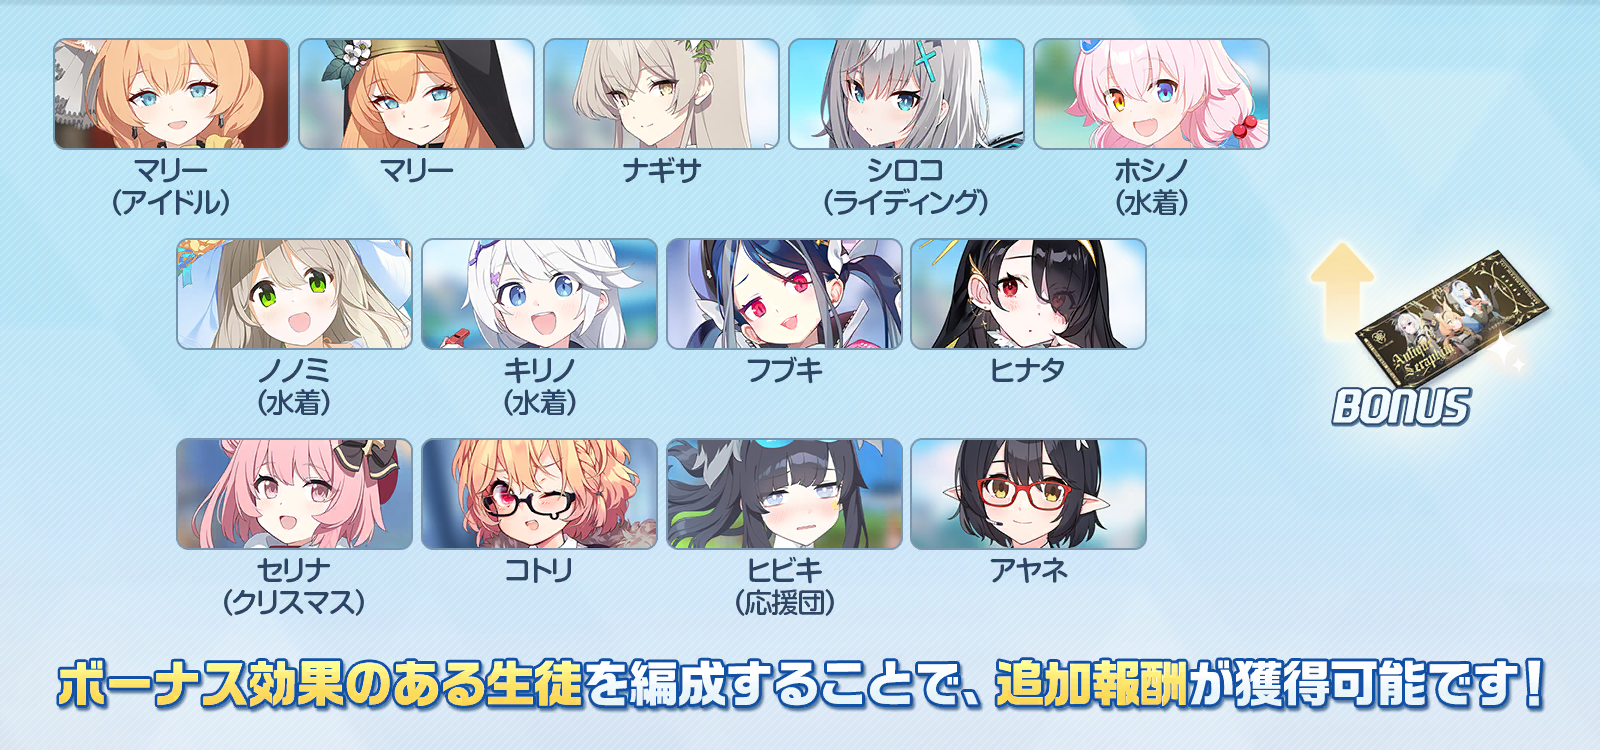 マリー
(アイドル)
マリー
ナギサ
シロコ
(ライディング)
ホシノ
(水着)
ノノミ
(水着)
キリノ
(水着)
フブキ
ヒナタ
Antique
Seraphim
BONUS
セリナ
(クリスマス)
コトリ
ヒビキ
(応援団)
アヤネ
ボーナス効果のある生徒を編成することで、追加報酬が獲得可能です！